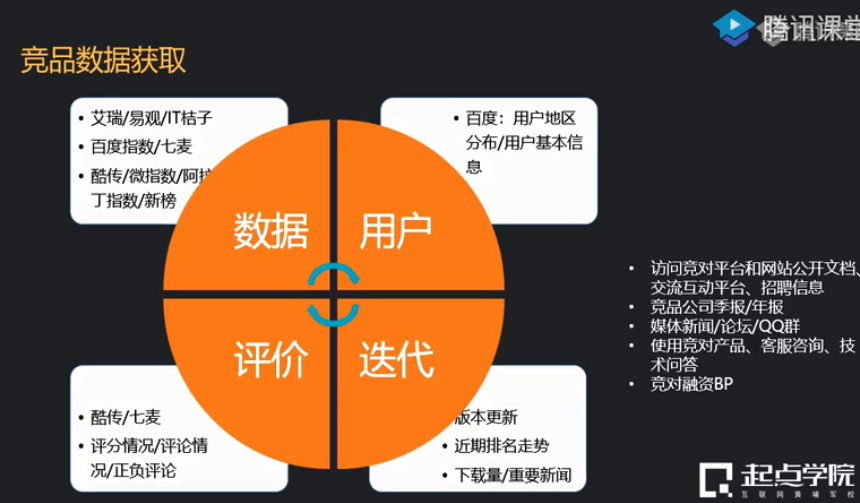 腾讯课堂
竞品数据获取
• 艾瑞/易观/IT桔子
• 百度指数/七麦
• 酷传/微指数/阿拉
丁指数/新榜
• 百度：用户地区
分布/用户基本信
息
数据
用户
评价
迭代
• 酷传/七麦
• 评分情况/评论情
况/正负评论
版本更新
• 近期排名走势
• 下载量/重要新闻
• 访问竞对平台和网站公开文档、
交流互动平台、招聘信息
• 竞品公司季报/年报
• 媒体新闻/论坛/QQ群
• 使用竞对产品、客服咨询、技
术问答
• 竞对融资BP
起点学院
互联网黄埔军校